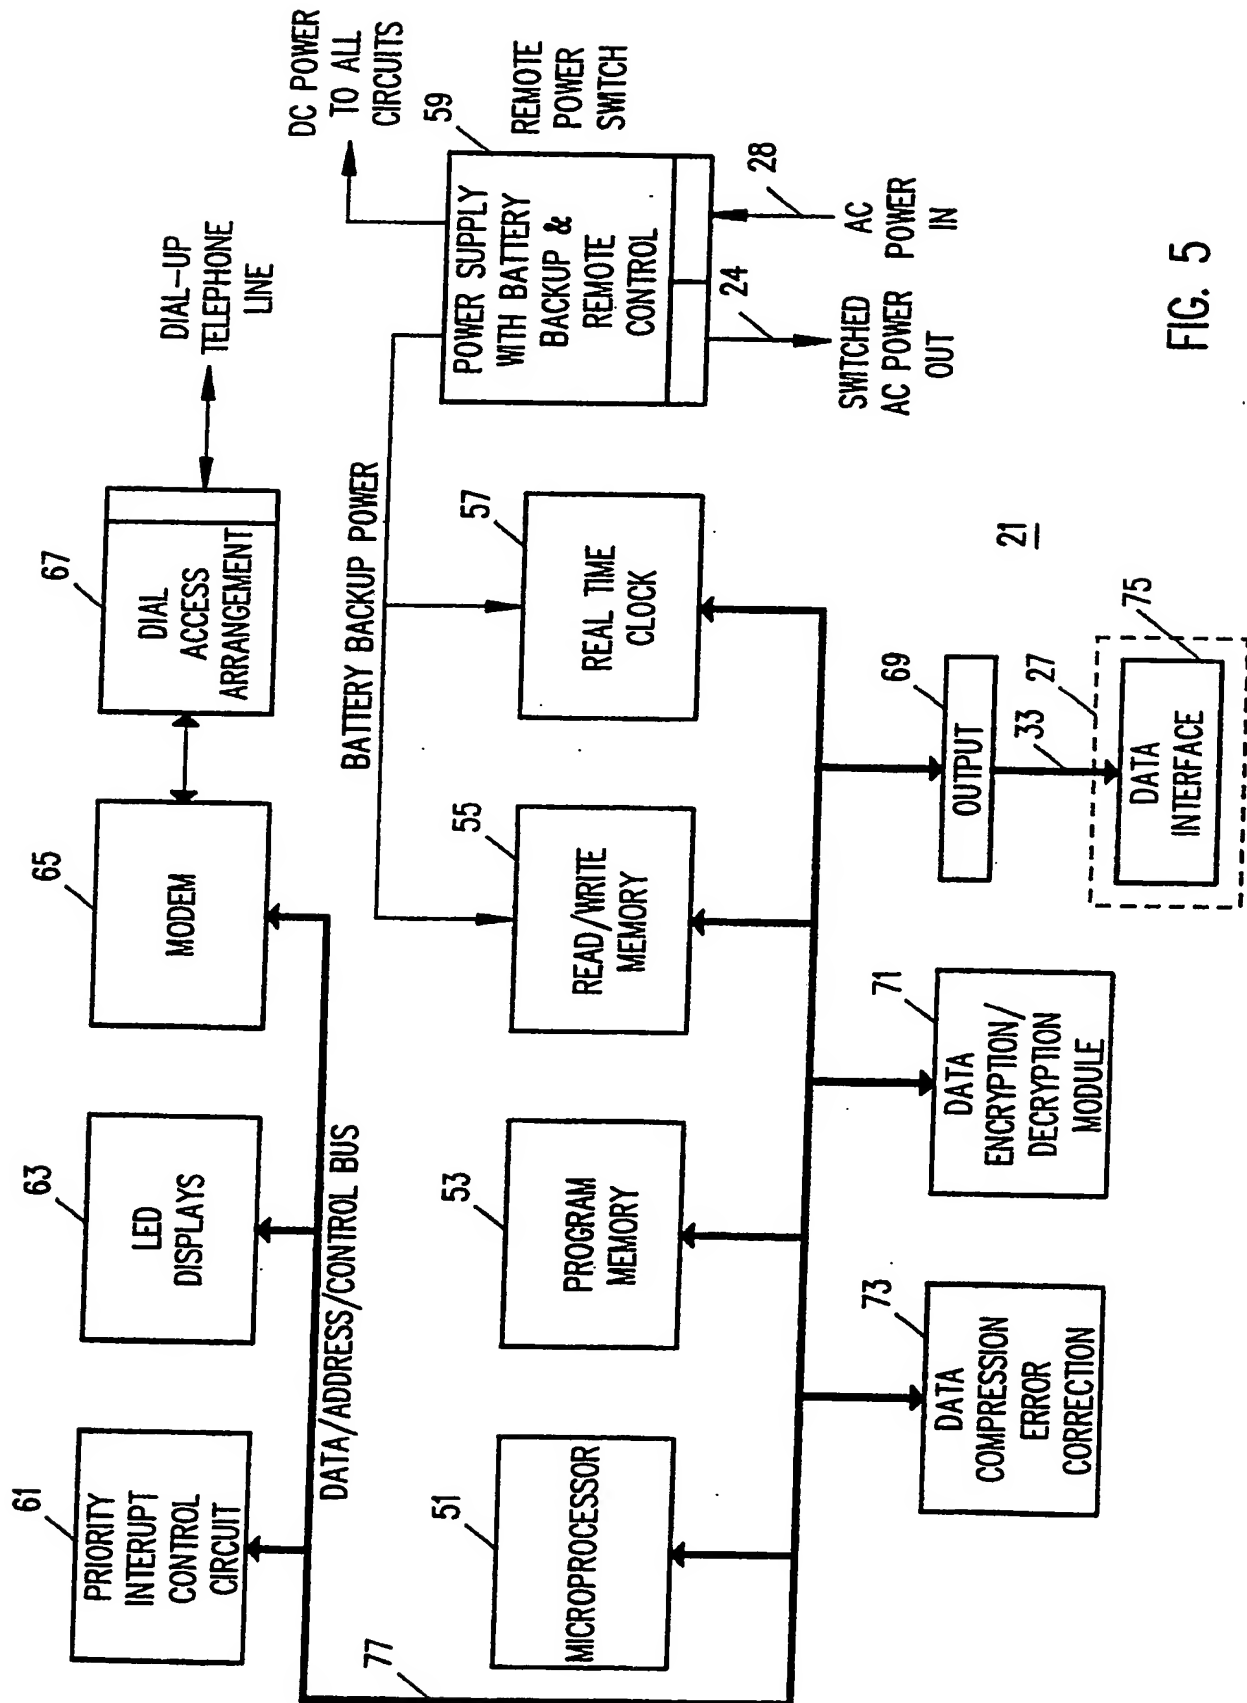 61
PRIORITY
INTERUPT
CONTROL
CIRCUIT
63
LED
DISPLAYS
65
MODEM
67
DIAL
ACCESS
ARRANGEMENT
DIAL-UP
TELEPHONE
LINE
DC POWER
TO ALL
CIRCUITS
DATA/ADDRESS/CONTROL BUS
BATTERY BACKUP POWER
77
51
MICROPROCESSOR
53
PROGRAM
MEMORY
55
READ/WRITE
MEMORY
57
REAL TIME
CLOCK
59
POWER SUPPLY
WITH BATTERY
BACKUP &
REMOTE
CONTROL
REMOTE
POWER
SWITCH
24
28
SWITCHED
AC POWER
OUT
AC
POWER
IN
73
DATA
COMPRESSION
ERROR
CORRECTION
71
DATA
ENCRYPTION/
DECRYPTION
MODULE
69
OUTPUT
33
27
75
DATA
INTERFACE
21
FIG. 5